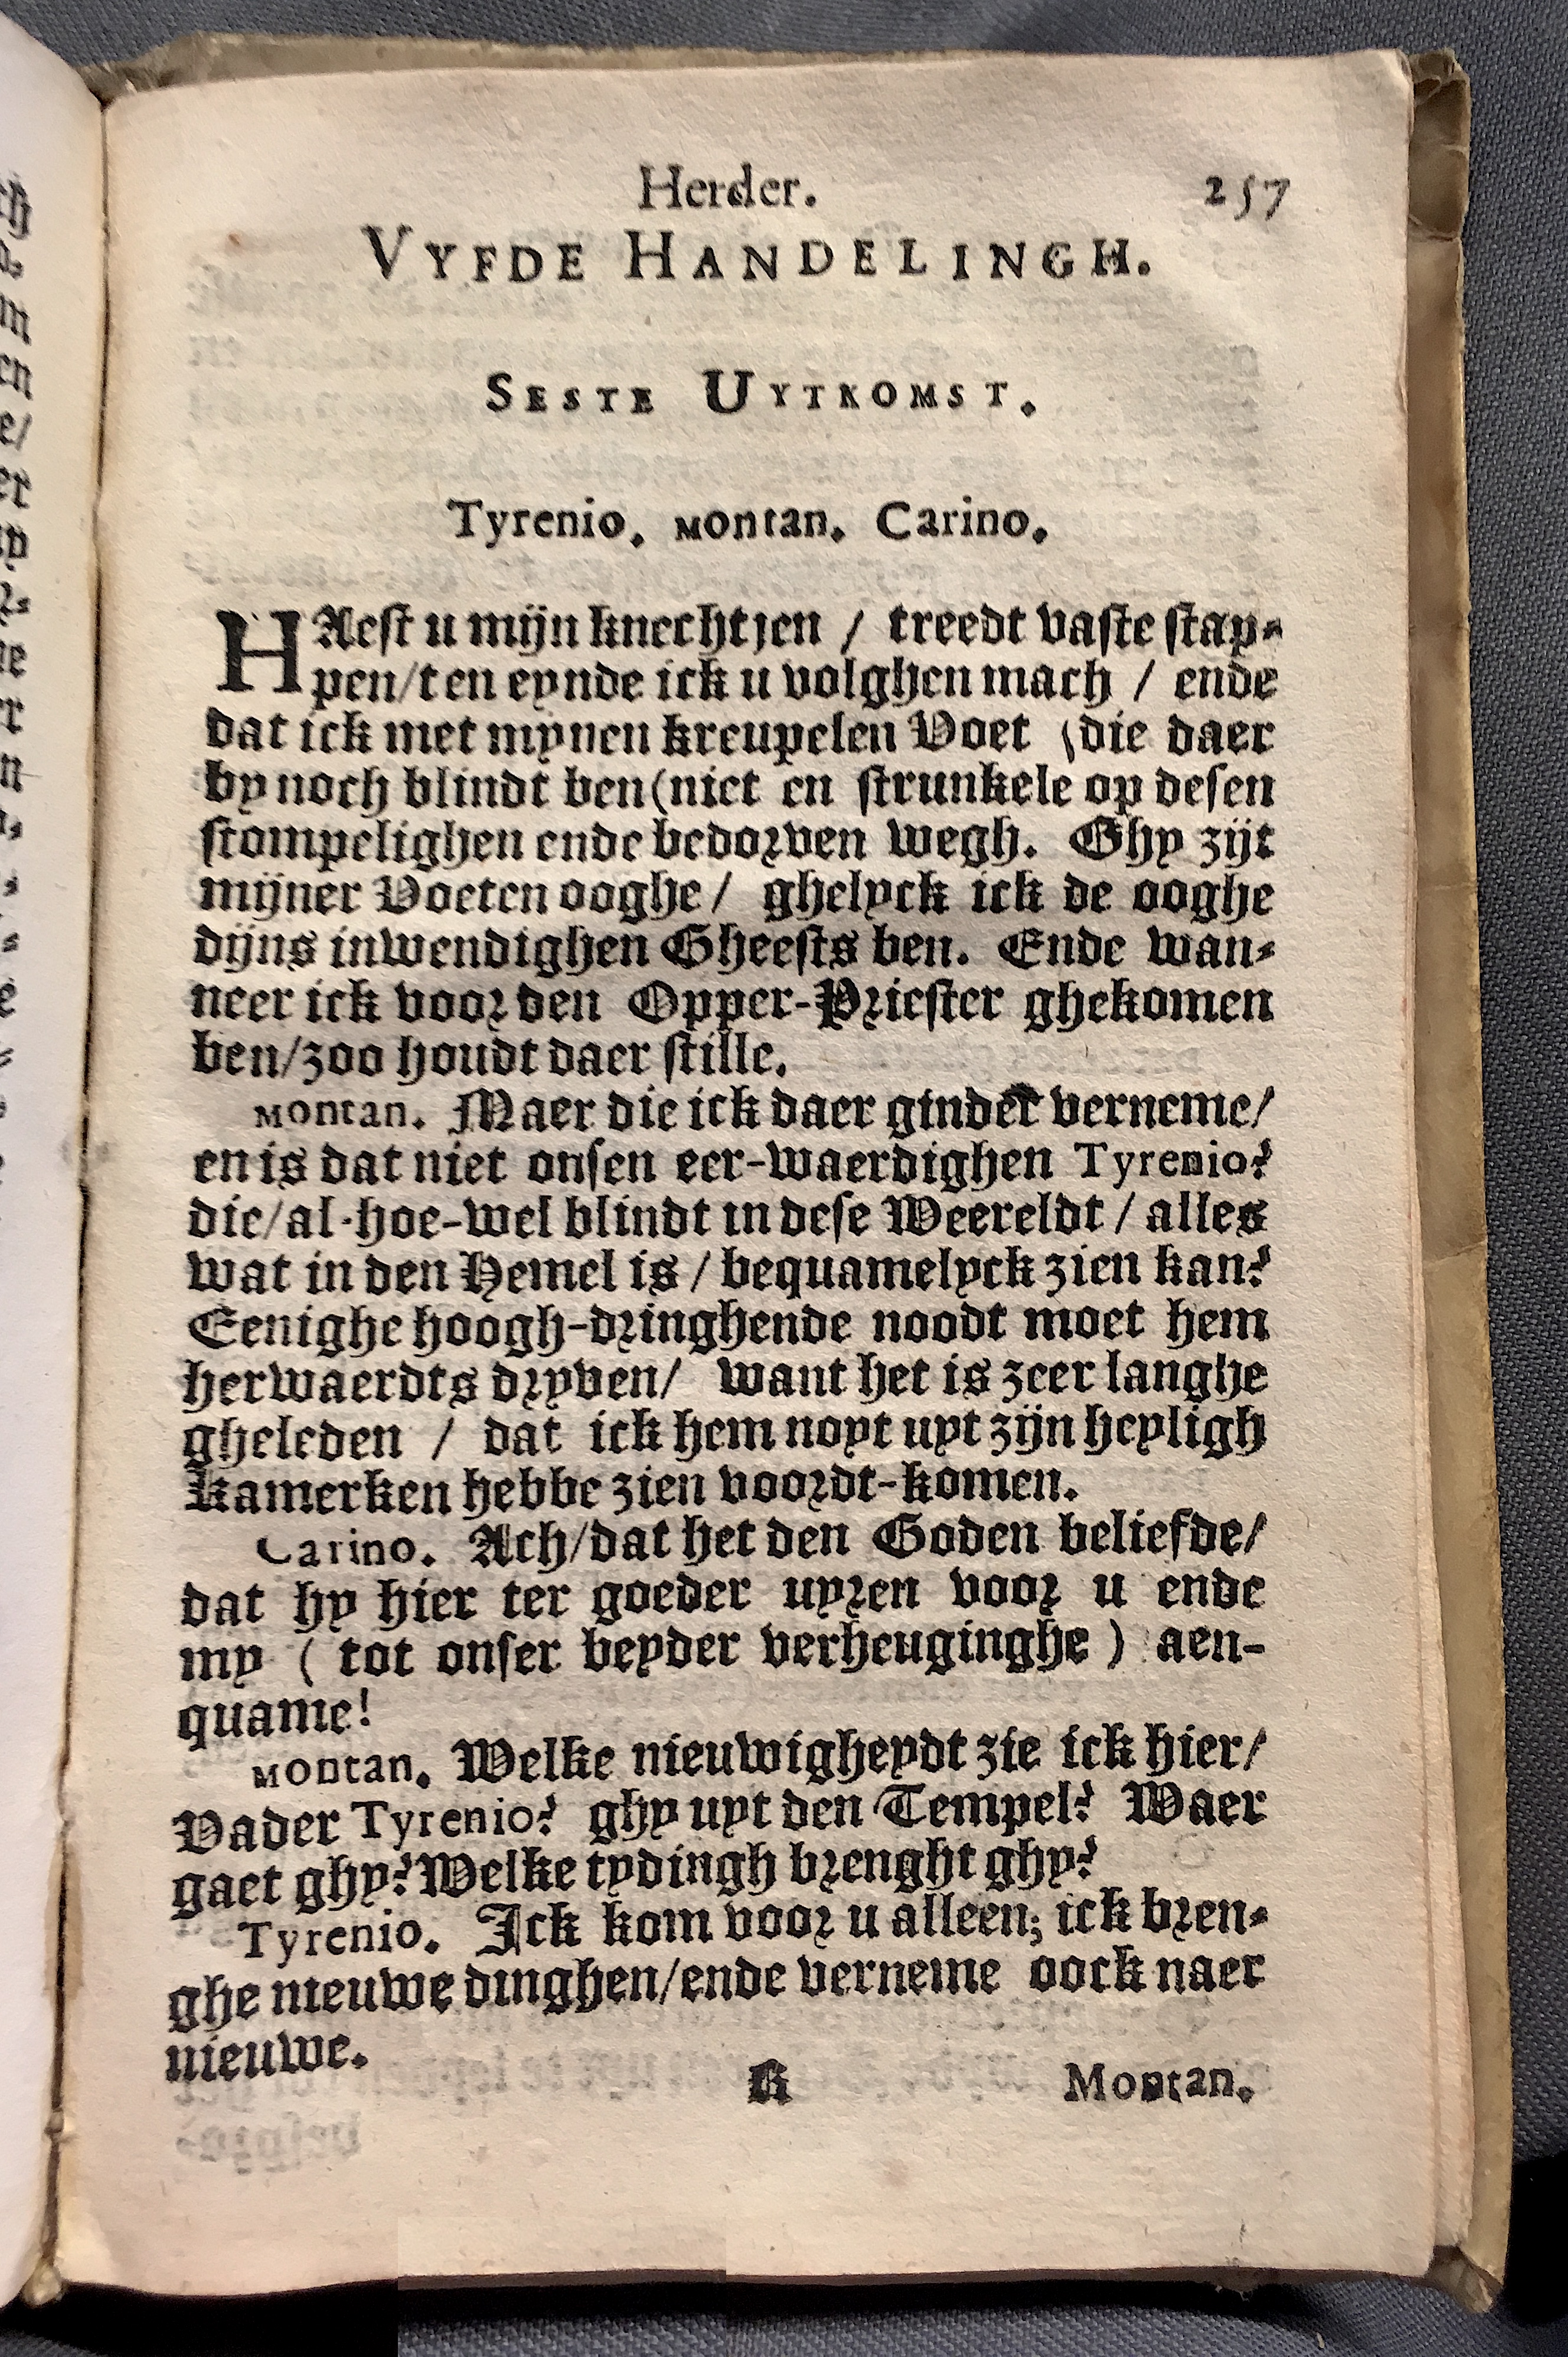 Herder. 257
VYFDE HANDELINGH.
SESTE UYTKOMST.
Tyrenio. Montan. Carino.
HAest u mijn knechtjen / treedt vaste stap-
pen/ten eynde ick u volghen mach / ende
dat ick met mynen kreupelen Voet (die daer
by noch blindt ben(niet en strunkele op desen
stompelighen ende bedorven wegh. Ghy zijt
mijner Voeten ooghe / ghelyck ick de ooghe
dijns inwendighen Gheests ben. Ende wan-
neer ick voor den Opper-Priester ghekomen
ben/zoo houdt daer stille.
Montan. Maer die ick daer ginder verneme/
en is dat niet onsen eer-waerdighen Tyrenio?
die/al-hoe-wel blindt in dese Weereldt / alles
wat in den Hemel is / bequamelyck zien kan?
Eenighe hoogh-dringhende noodt moet hem
herwaerdts dryven/ want het is zeer langhe
gheleden / dat ick hem noyt uyt zijn heyligh
kamerken hebbe zien voordt-komen.
Carino. Ach/dat het den Goden beliefde/
dat hy hier ter goeder uyren voor u ende
my ( tot onser beyder verheuginghe ) aen-
quame!
Montan. Welke nieuwigheydt zie ick hier/
Vader Tyrenio? ghy uyt den Tempel? Waer
gaet ghy? Welke tydingh brenght ghy?
Tyrenio. Ick kom voor u alleen; ick bren-
ghe nieuwe dinghen/ende verneme oock naer
nieuwe.
R Montan.